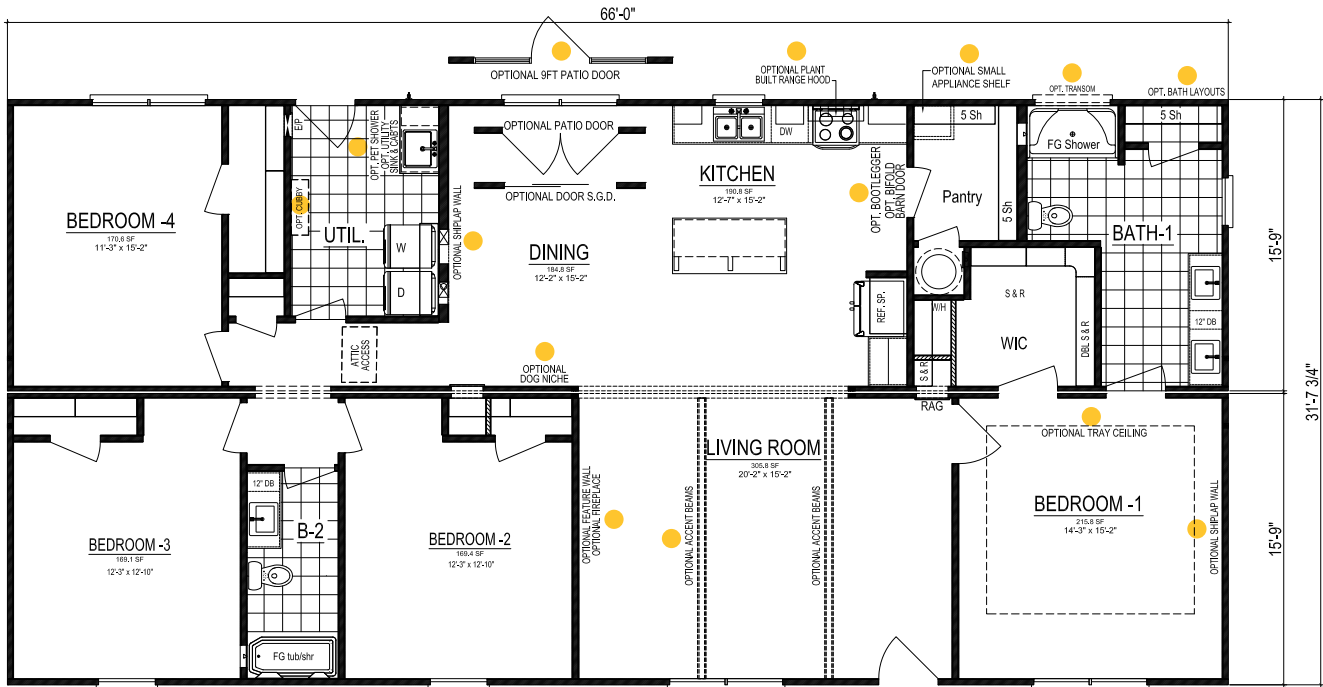 66'-0"
OPTIONAL 9FT PATIO DOOR
OPTIONAL PLANT
BUILT RANGE HOOD
OPTIONAL SMALL
APPLIANCE SHELF
OPT. TRANSOM
OPT. BATH LAYOUTS
E/P
OPT. PET SHOWER
OPT. UTILITY
SINK & CABTS
OPTIONAL PATIO DOOR
DW
5 Sh
FG Shower
5 Sh
OPTIONAL DOOR S.G.D.
KITCHEN
190.8 SF
12'-7" x 15'-2"
OPT. BOOTLEGGER
OPT. BIFOLD
BARN DOOR
Pantry
5 Sh
BEDROOM -4
170.6 SF
11'-3" x 15'-2"
OPT. CUBBY
UTIL.
W
D
OPTIONAL SHIPLAP WALL
DINING
184.8 SF
12'-2" x 15'-2"
BATH-1
15'-9"
REF. SP.
W/H
S & R
S & R
WIC
DBL S & R
12" DB
ATTIC
ACCESS
OPTIONAL
DOG NICHE
RAG
31'-7 3/4"
LIVING ROOM
305.8 SF
20'-2" x 15'-2"
OPTIONAL TRAY CEILING
12" DB
B-2
BEDROOM -3
169.1 SF
12'-3" x 12'-10"
BEDROOM -2
169.4 SF
12'-3" x 12'-10"
OPTIONAL FEATURE WALL
OPTIONAL FIREPLACE
OPTIONAL ACCENT BEAMS
OPTIONAL ACCENT BEAMS
BEDROOM -1
215.8 SF
14'-3" x 15'-2"
OPTIONAL SHIPLAP WALL
15'-9"
FG tub/shr